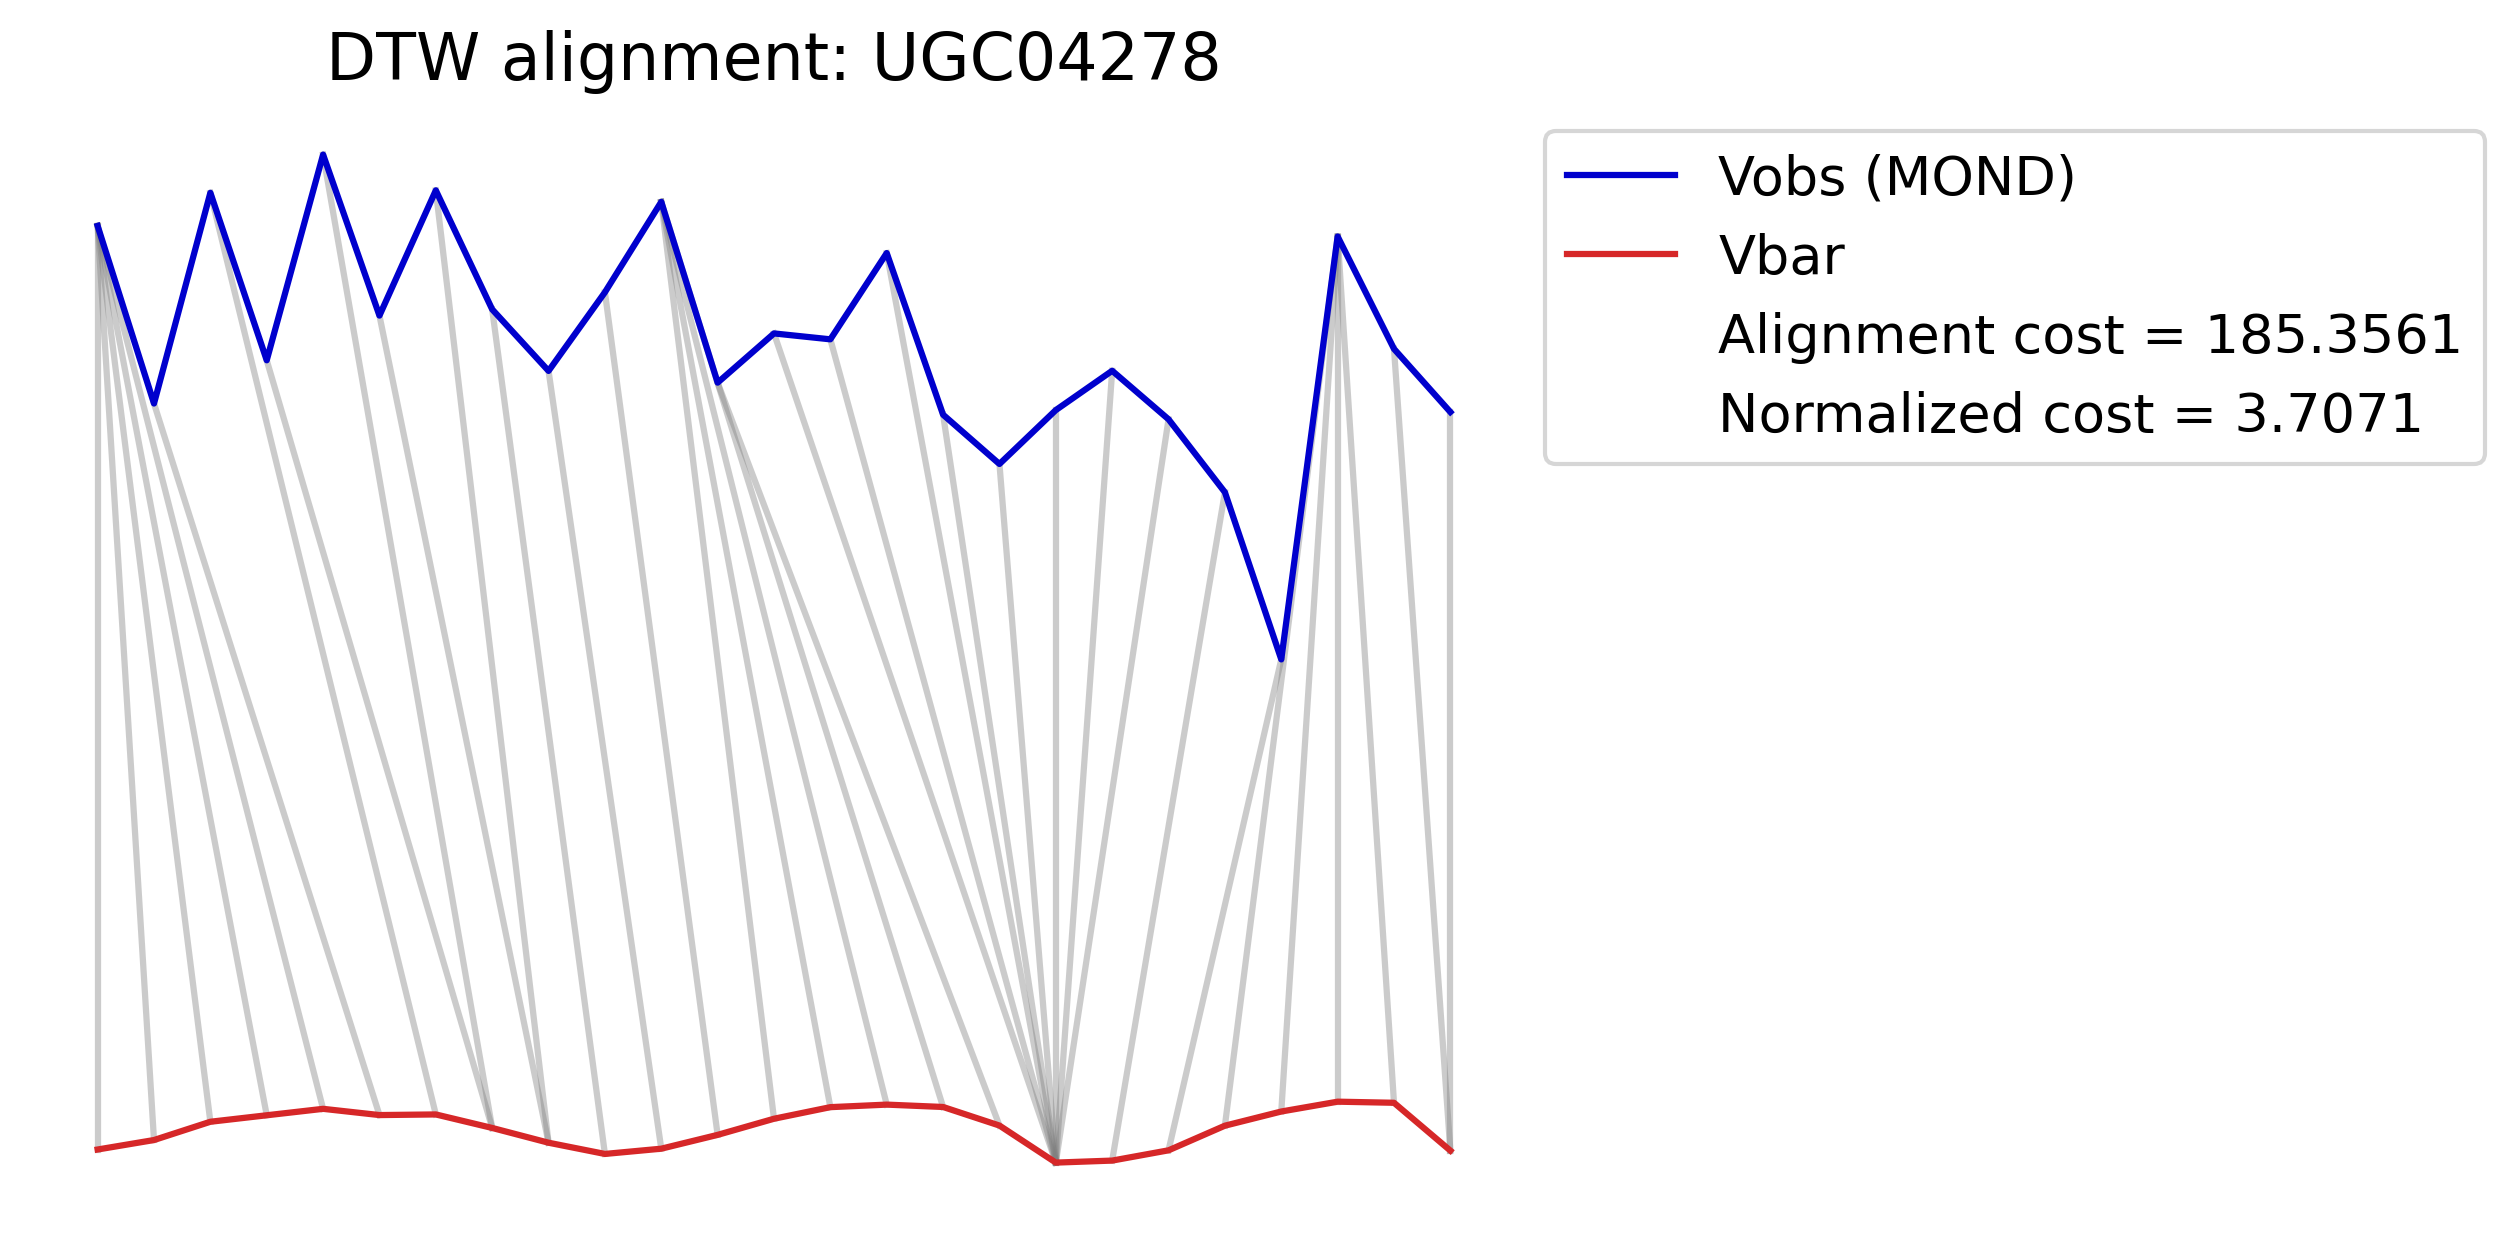 DTW alignment: UGC04278
Vobs (MOND)
Vbar
Alignment cost = 185.3561
Normalized cost = 3.7071